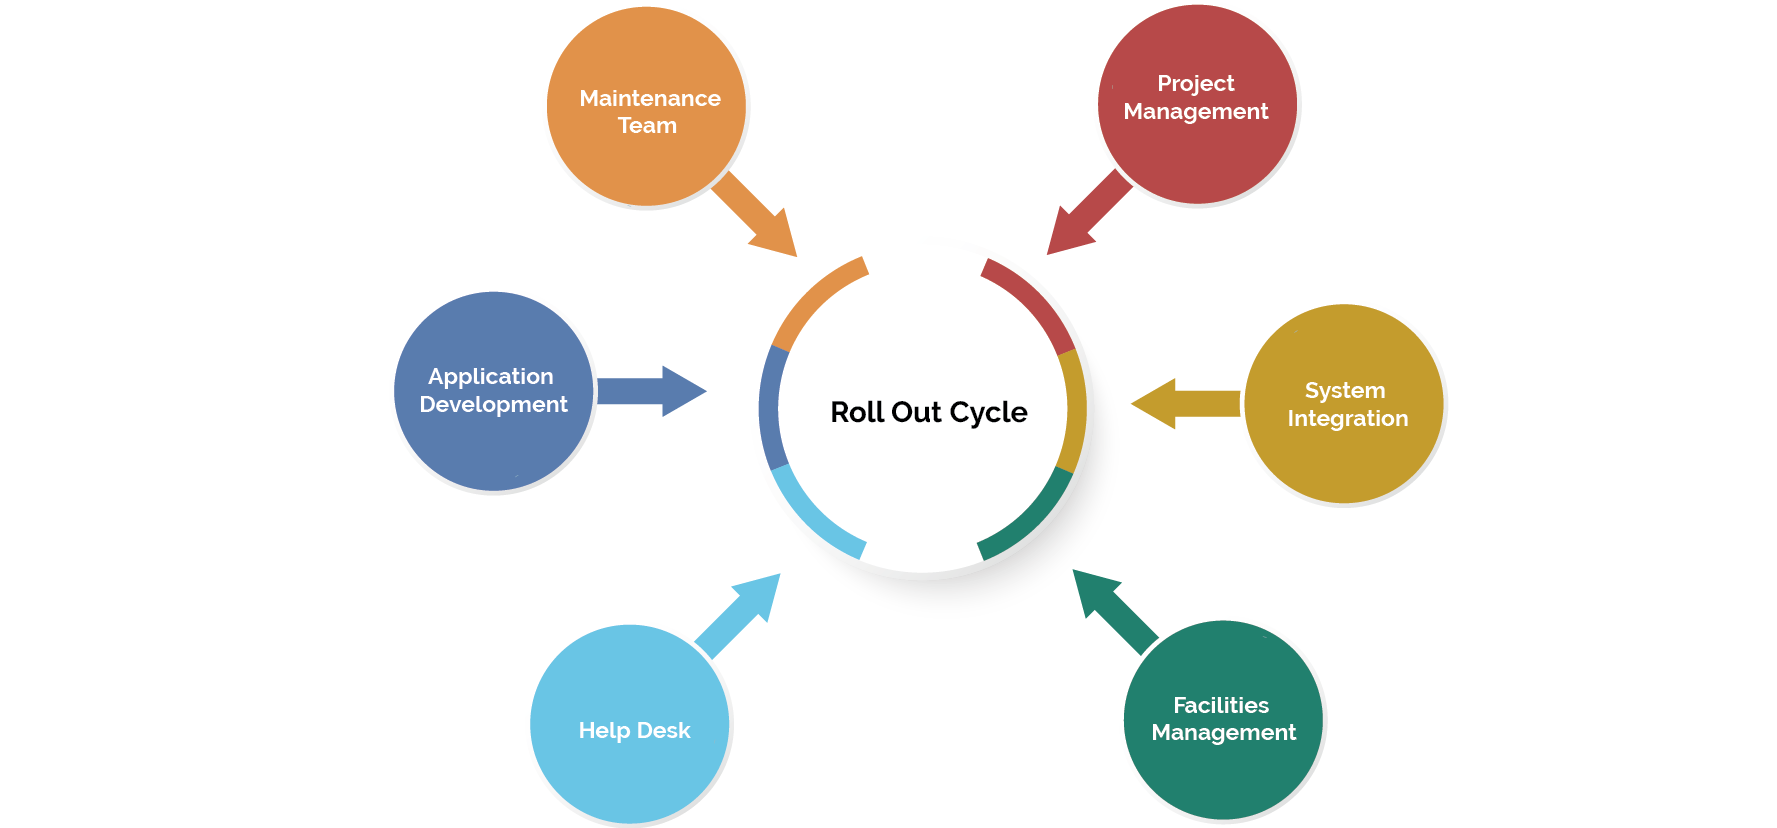 Maintenance
Team
Project
Management
Application
Development
Roll Out Cycle
System
Integration
Help Desk
Facilities
Management